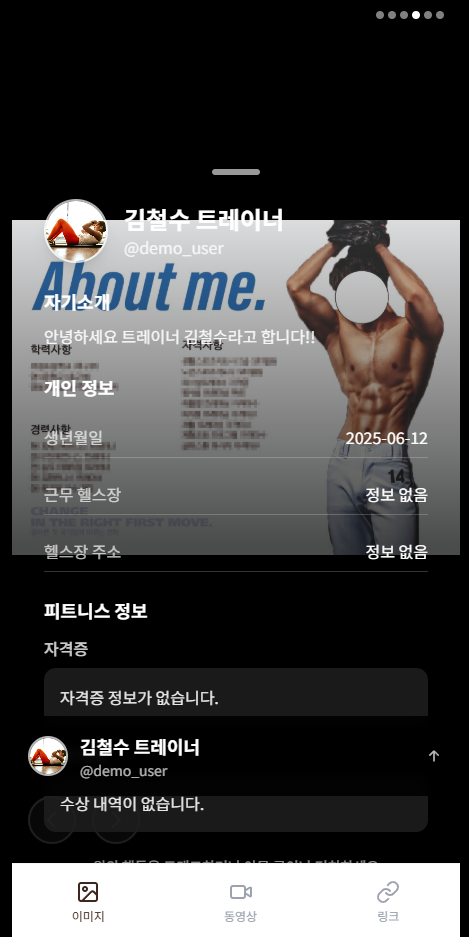 김철수 트레이너
@demo_user
About me.
자기소개
안녕하세요 트레이너 김철수라고 합니다!!
학력사항
자격사항
개인 정보
경력사항
생년월일
2025-06-12
근무 헬스장
정보 없음
14
CHANGE
IN THE RIGHT FIRST MOVE.
헬스장 주소
정보 없음
피트니스 정보
자격증
자격증 정보가 없습니다.
김철수 트레이너
@demo_user
수상 내역이 없습니다.
이미지
동영상
링크